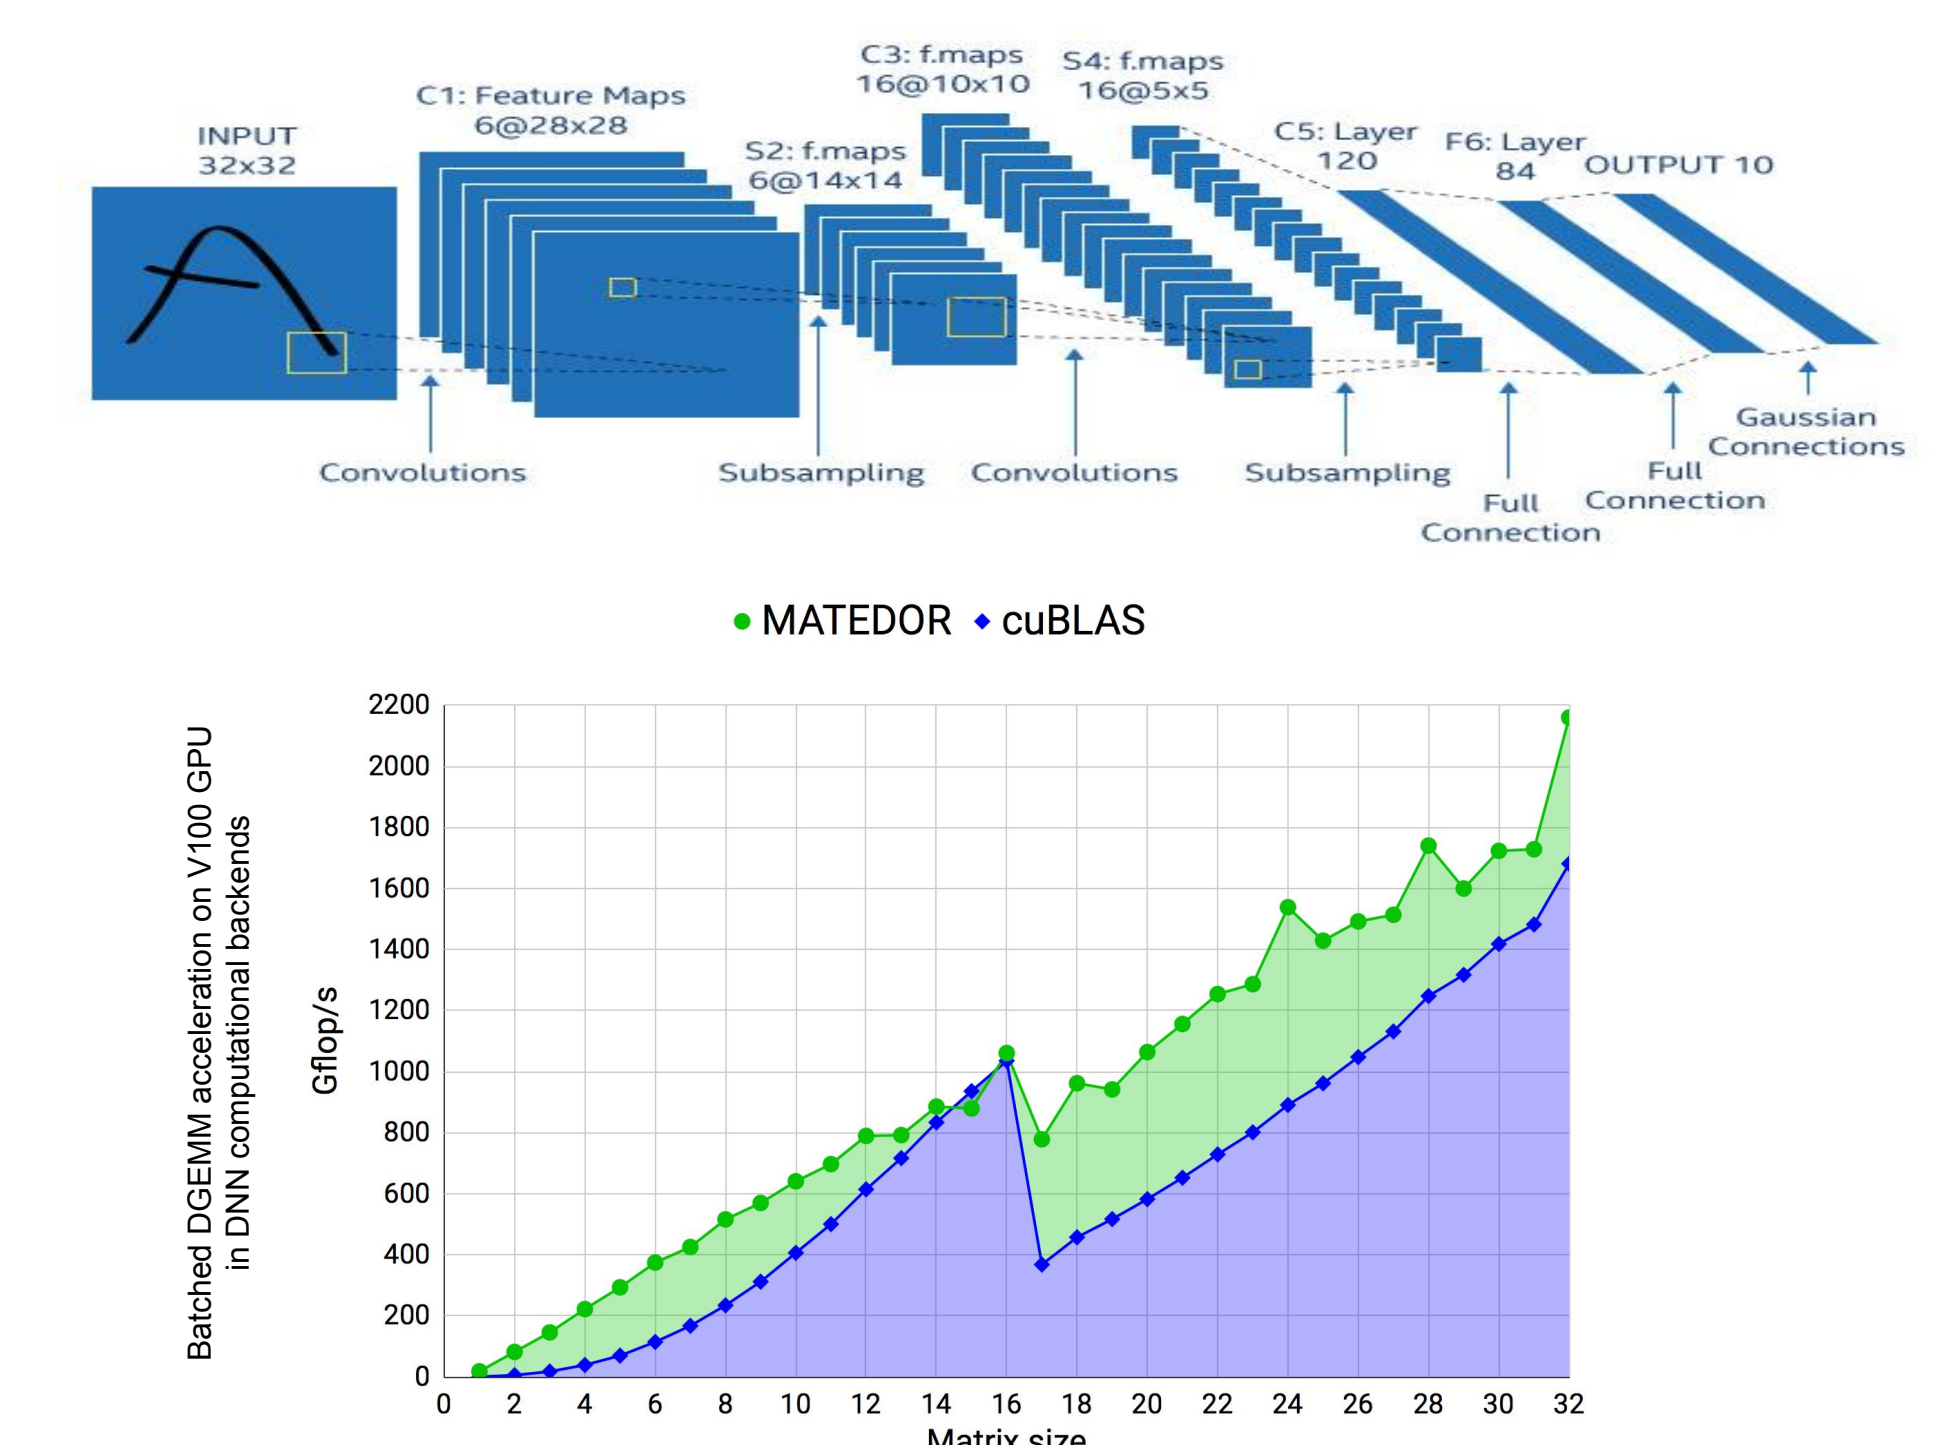 INPUT
32x32
C1: Feature Maps
6@28x28
S2: f.maps
6@14x14
C3: f.maps
16@10x10
S4: f.maps
16@5x5
C5: Layer
120
F6: Layer
84
OUTPUT 10
Convolutions
Subsampling
Convolutions
Subsampling
Full
Connection
Full
Connection
Gaussian
Connections
MATEDOR
cuBLAS
Batched DGEMM acceleration on V100 GPU
in DNN computational backends
Gflop/s
2200
2000
1800
1600
1400
1200
1000
800
600
400
200
0
0 2 4 6 8 10 12 14 16 18 20 22 24 26 28 30 32
Matrix size